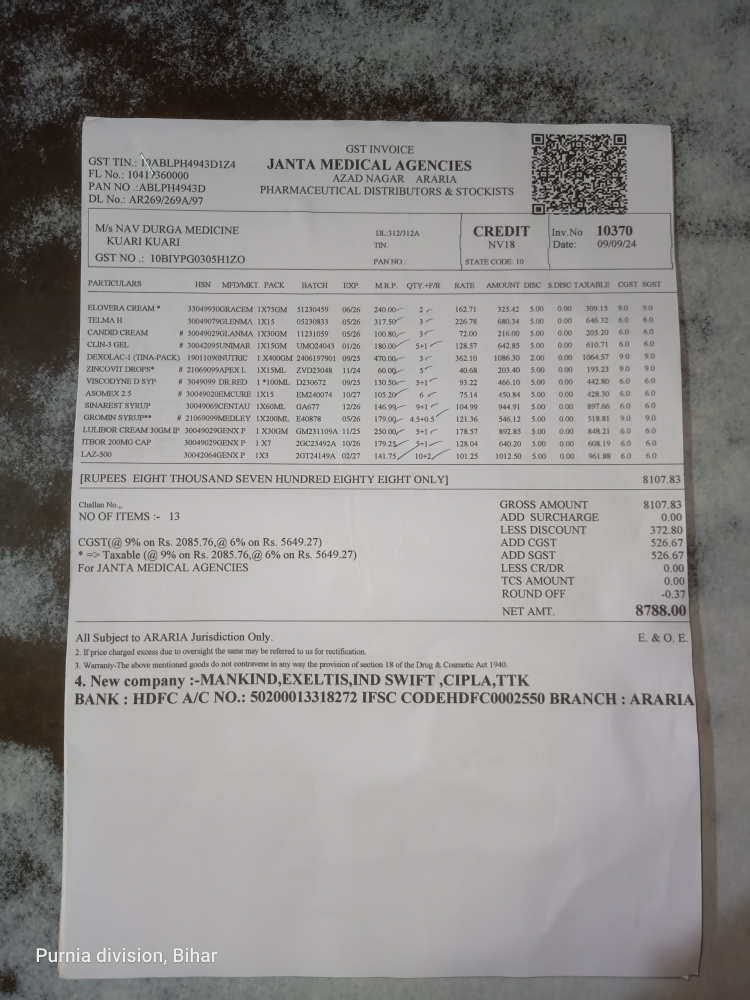 GST INVOICE
GST TIN.: 10ABLPH4943D1Z4
JANTA MEDICAL AGENCIES
FL No.: 10419360000
AZAD NAGAR ARARIA
PAN NO .:ABLPH4943D
PHARMACEUTICAL DISTRIBUTORS & STOCKISTS
DL No.: AR269/269A/97
M/s NAV DURGA MEDICINE DL:312/312A CREDIT Inv.No 10370
KUARI KUARI TIN. NV18 Date: 09/09/24
GST NO .: 10BIYPG0305H1ZO PAN NO: STATE CODE: 10
PARTICULARS HSN MFD/MKT. PACK BATCH EXP. M.R.P. QTY.+F/R RATE AMOUNT DISC S.DISC TAXABLE CGST SGST
ELOVERA CREAM * 33049930GRACEM 1X75GM 51230459 06/26 240.00 2 162.71 325.42 5.00 0.00 309.15 9.0 9.0
TELMA H 30049079GLENMA 1X15 05230833 05/26 317.50 3 226.78 680.34 5.00 0.00 646.32 6.0 6.0
CANDID CREAM # 30049029GLANMA 1X30GM 11231059 05/26 100.80 3 72.00 216.00 5.00 0.00 205.20 6.0 6.0
CLIN-3 GEL # 30042095UNIMAR 1X15GM UMO24043 01/26 180.00 5+1 128.57 642.85 5.00 0.00 610.71 6.0 6.0
DEXOLAC-1 (TINA-PACK) 19011090NUTRIC 1 X400GM 2406197901 09/25 470.00 3 362.10 1086.30 2.00 0.00 1064.57 9.0 9.0
ZINCOVIT DROPS* # 21069099APEX L 1X15ML ZVD23048 11/24 60.00 5 40.68 203.40 5.00 0.00 193.23 9.0 9.0
VISCODYNE D SYP # 3049099 DR.RED 1 *100ML D230672 09/25 130.50 5+1 93.22 466.10 5.00 0.00 442.80 6.0 6.0
ASOMEX 2.5 # 30049020EMCURE 1X15 EM240074 10/27 105.20 6 75.14 450.84 5.00 0.00 428.30 6.0 6.0
SINAREST SYRUP 30049069CENTAU 1X60ML GA677 12/26 146.99 9+1 104.99 944.91 5.00 0.00 897.66 6.0 6.0
GROMIN SYRUP** # 21069099MEDLEY 1X200ML E40878 05/26 179.00 4.5+0.5 121.36 546.12 5.00 0.00 518.81 9.0 9.0
LULIBOR CREAM 30GM IP 30049029GENX P 1 X30GM GM231109A 11/25 250.00 5+1 178.57 892.85 5.00 0.00 848.21 6.0 6.0
ITBOR 200MG CAP 30049029GENX P 1 X7 2GC23492A 10/26 179.25 5+1 128.04 640.20 5.00 0.00 608.19 6.0 6.0
LAZ-500 30042064GENX P 1X3 2GT24149A 02/27 141.75 10+2 101.25 1012.50 5.00 0.00 961.88 6.0 6.0
[RUPEES EIGHT THOUSAND SEVEN HUNDRED EIGHTY EIGHT ONLY] 8107.83
Challan No.,, GROSS AMOUNT 8107.83
NO OF ITEMS :- 13 ADD SURCHARGE 0.00
LESS DISCOUNT 372.80
CGST(@ 9% on Rs. 2085.76,@ 6% on Rs. 5649.27) ADD CGST 526.67
* => Taxable (@ 9% on Rs. 2085.76,@ 6% on Rs. 5649.27) ADD SGST 526.67
For JANTA MEDICAL AGENCIES LESS CR/DR 0.00
TCS AMOUNT 0.00
ROUND OFF -0.37
NET AMT. 8788.00
All Subject to ARARIA Jurisdiction Only. E. & O. E.
2. If price charged excess due to oversight the same may be referred to us for rectification.
3. Warranty-The above mentioned goods do not contravene in any way the provision of section 18 of the Drug & Cosmetic Act 1940.
4. New company :-MANKIND,EXELTIS,IND SWIFT ,CIPLA,TTK
BANK : HDFC A/C NO.: 50200013318272 IFSC CODEHDFC0002550 BRANCH : ARARIA
Purnia division, Bihar